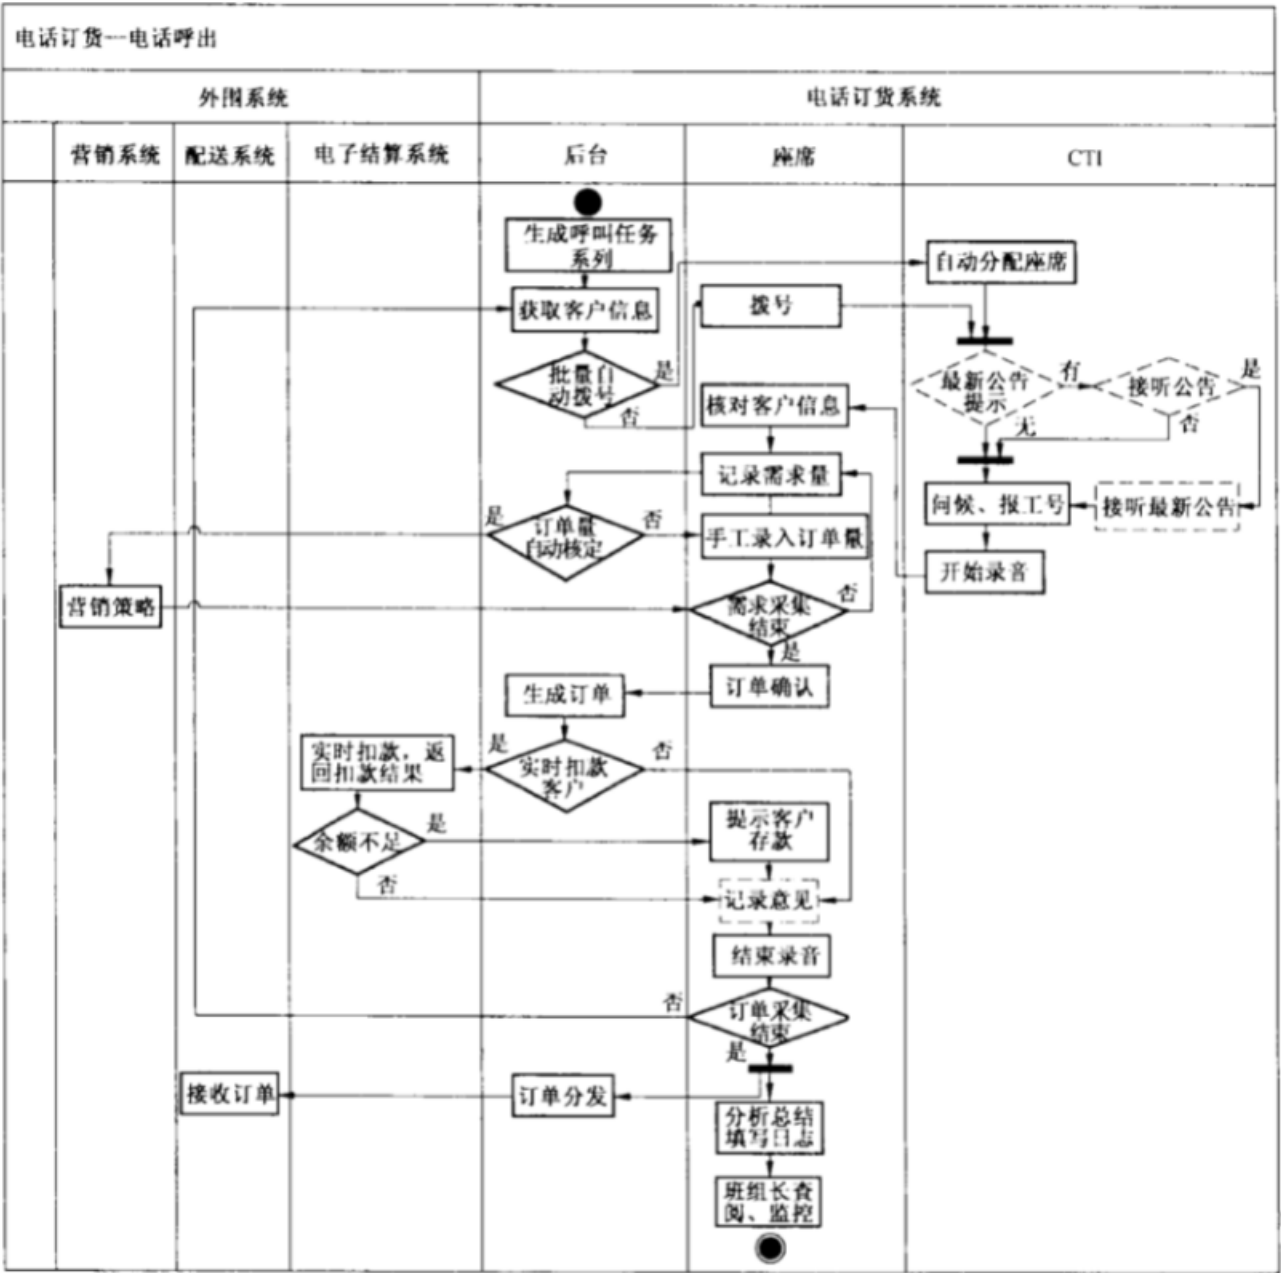 电话订货一电话呼出
外围系统
电话订货系统
营销系统
配送系统
电子结算系统
后台
座席
CTI
生成呼叫任务
系列
自动分配座席
获取客户信息
拨号
批量自
动拨号
是
否
最新公告
提示
有
无
接听公告
是
否
核对客户信息
记录需求量
问候、报工号
接听最新公告
订单量
自动核定
是
否
手工录入订单量
开始录音
营销策略
需求采集
结束
否
是
生成订单
订单确认
实时扣款,返
回扣款结果
是
实时扣款
客户
否
余额不足
是
否
提示客户
存款
记录意见
结束录音
否
订单采集
结束
是
接收订单
订单分发
分析总结
填写日志
班组长查
阅、监控